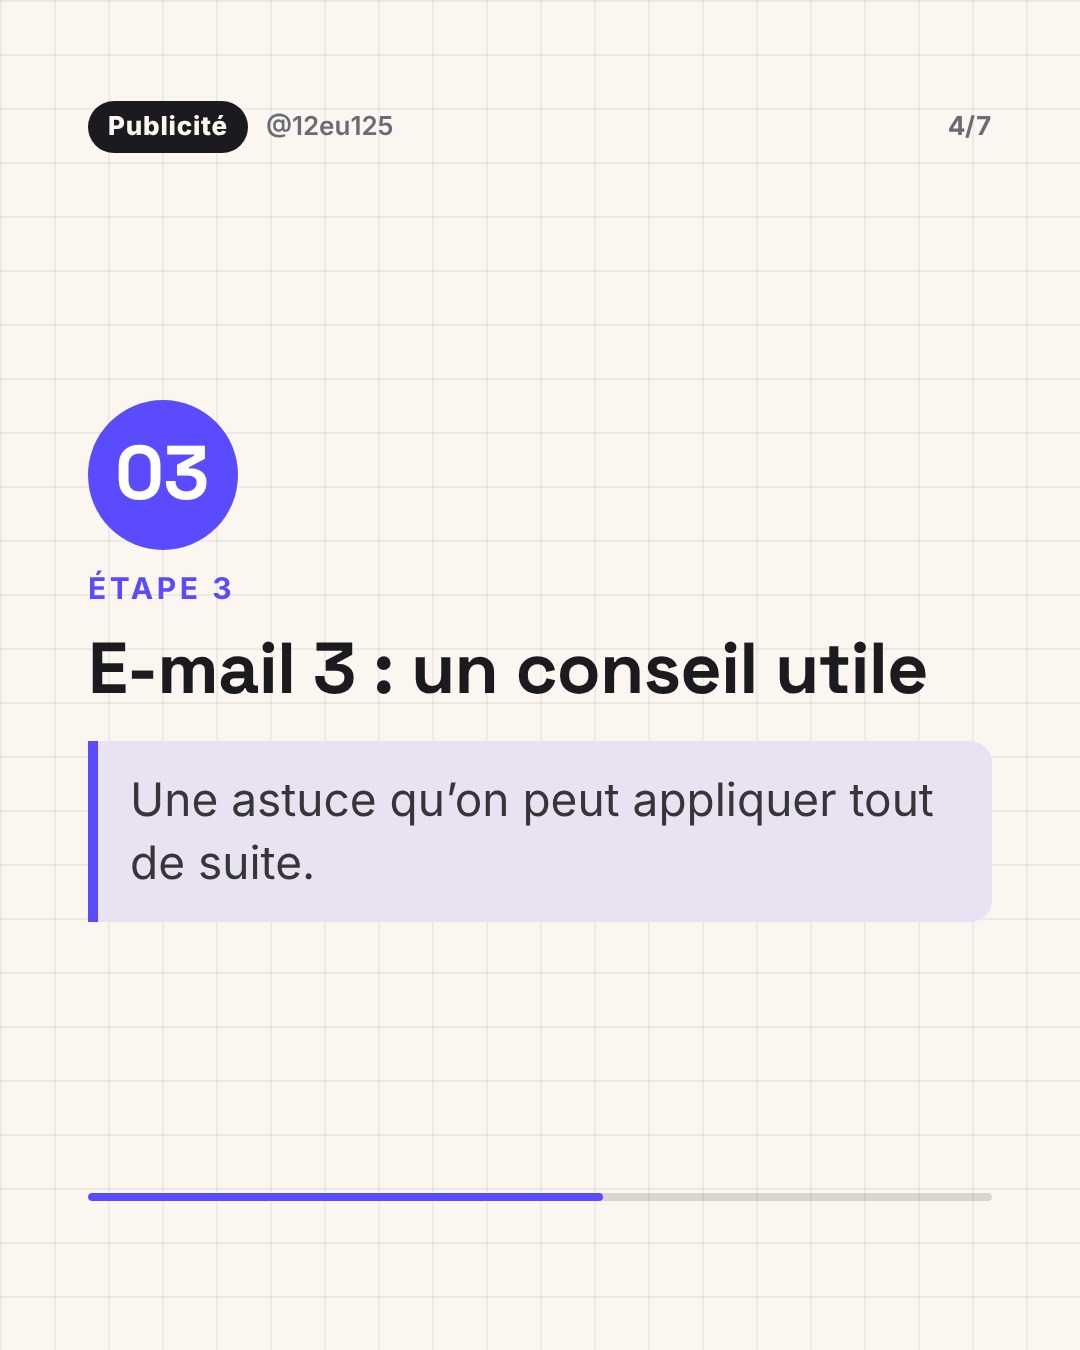 Publicité @12eu125 4/7
03
ÉTAPE 3
E-mail 3 : un conseil utile
Une astuce qu’on peut appliquer tout
de suite.